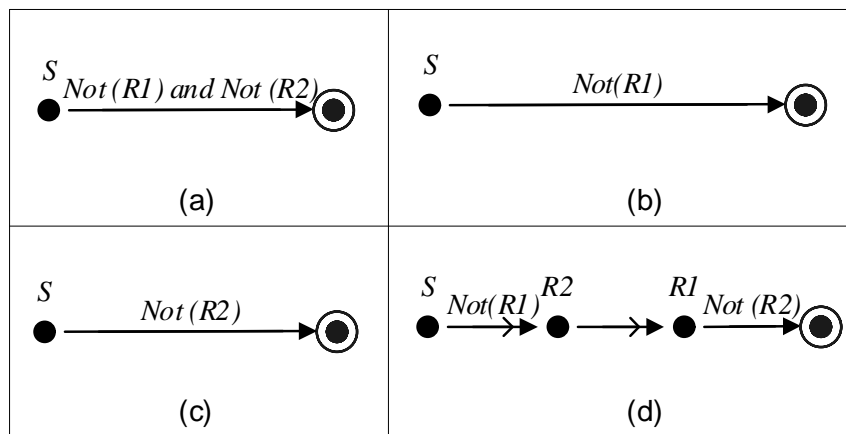 S
Not (R1) and Not (R2)
(a)
S
Not(R1)
(b)
S
Not (R2)
(c)
S R2 R1
Not(R1) Not (R2)
(d)